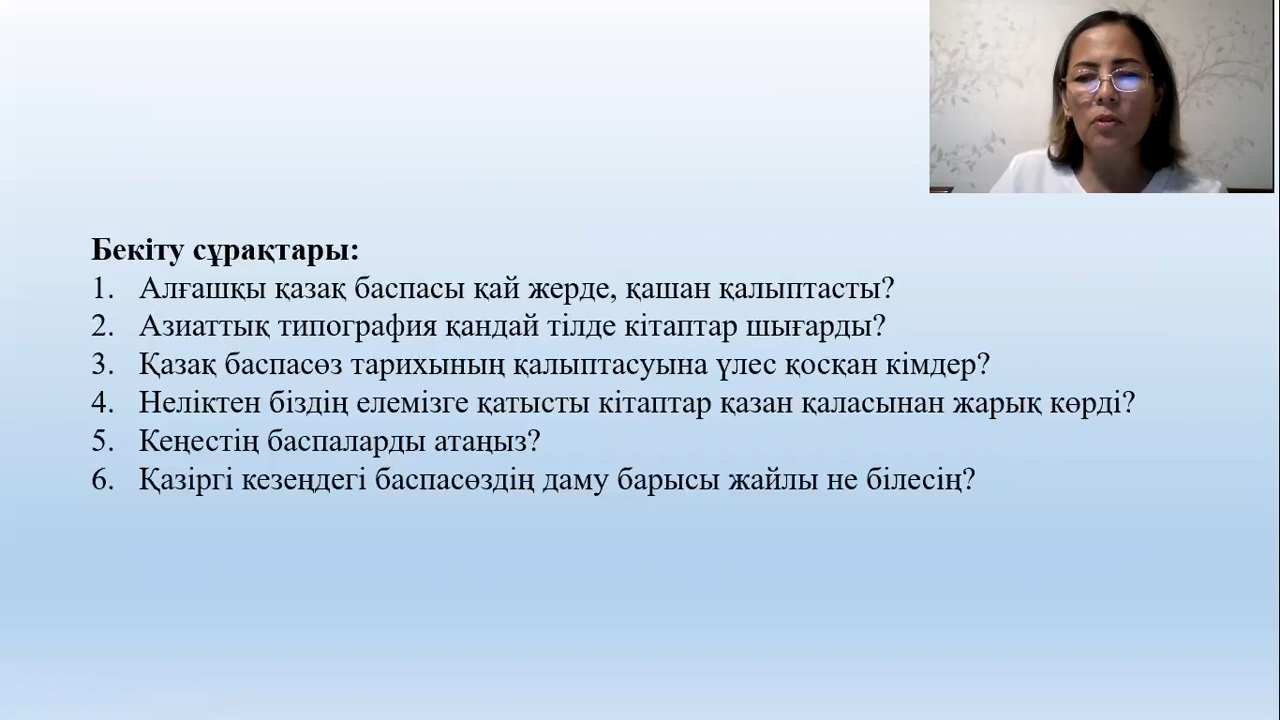 Бекіту сұрақтары:
1. Алғашқы қазақ баспасы қай жерде, қашан қалыптасты?
2. Азиаттық типография қандай тілде кітаптар шығарды?
3. Қазақ баспасөз тарихының қалыптасуына үлес қосқан кімдер?
4. Неліктен біздің елемізге қатысты кітаптар қазан қаласынан жарық көрді?
5. Кеңестің баспаларды атаңыз?
6. Қазіргі кезеңдегі баспасөздің даму барысы жайлы не білесің?